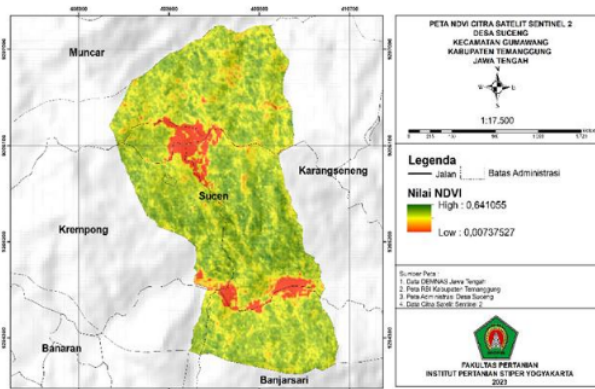 Muncar
Karangseneng
Sucen
Krempong
Banaran
Banjarsari
PETA NDVI CITRA SATELIT SENTINEL 2
DESA SUCENG
KECAMATAN GUMAWANG
KABUPATEN TEMANGGUNG
JAWA TENGAH
1:17.500
Legenda
Jalan Batas Administrasi
Nilai NDVI
High : 0,641055
Low : 0,00737527
Sumber Peta :
1. Data DEMNAS Jawa Tengah
2. Peta RBI Kabupaten Temanggung
3. Peta Administrasi Desa Suceng
4. Data Citra Satelit Sentinel 2
FAKULTAS PERTANIAN
INSTITUT PERTANIAN STIPER YOGYAKARTA
2023